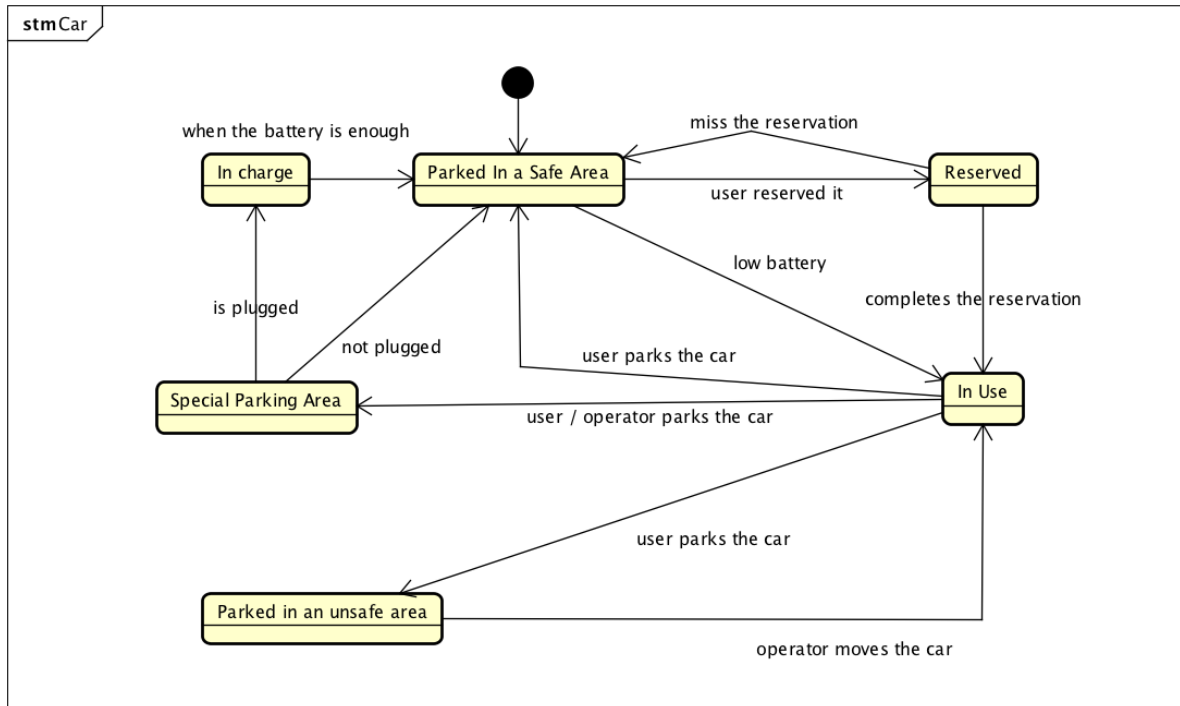 stm Car
when the battery is enough
miss the reservation
In charge
Parked In a Safe Area
Reserved
user reserved it
low battery
is plugged
completes the reservation
not plugged
user parks the car
Special Parking Area
In Use
user / operator parks the car
user parks the car
Parked in an unsafe area
operator moves the car